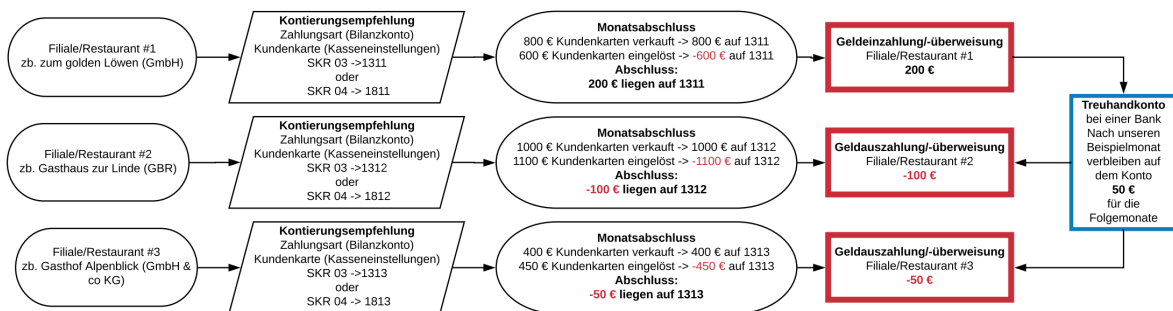 Filiale/Restaurant #1
zb. zum golden Löwen (GmbH)
Kontierungsempfehlung
Zahlungsart (Bilanzkonto)
Kundenkarte (Kasseneinstellungen)
SKR 03 ->1311
oder
SKR 04 -> 1811
Monatsabschluss
800 € Kundenkarten verkauft -> 800 € auf 1311
600 € Kundenkarten eingelöst -> -600 € auf 1311
Abschluss:
200 € liegen auf 1311
Geldeinzahlung/-überweisung
Filiale/Restaurant #1
200 €
Filiale/Restaurant #2
zb. Gasthaus zur Linde (GBR)
Kontierungsempfehlung
Zahlungsart (Bilanzkonto)
Kundenkarte (Kasseneinstellungen)
SKR 03 ->1312
oder
SKR 04 -> 1812
Monatsabschluss
1000 € Kundenkarten verkauft -> 1000 € auf 1312
1100 € Kundenkarten eingelöst -> -1100 € auf 1312
Abschluss:
-100 € liegen auf 1312
Geldauszahlung/-überweisung
Filiale/Restaurant #2
-100 €
Treuhandkonto
bei einer Bank
Nach unseren
Beispielmonat
verbleiben auf
dem Konto
50 €
für die
Folgemonate
Filiale/Restaurant #3
zb. Gasthof Alpenblick (GmbH &
co KG)
Kontierungsempfehlung
Zahlungsart (Bilanzkonto)
Kundenkarte (Kasseneinstellungen)
SKR 03 ->1313
oder
SKR 04 -> 1813
Monatsabschluss
400 € Kundenkarten verkauft -> 400 € auf 1313
450 € Kundenkarten eingelöst -> -450 € auf 1313
Abschluss:
-50 € liegen auf 1313
Geldauszahlung/-überweisung
Filiale/Restaurant #3
-50 €